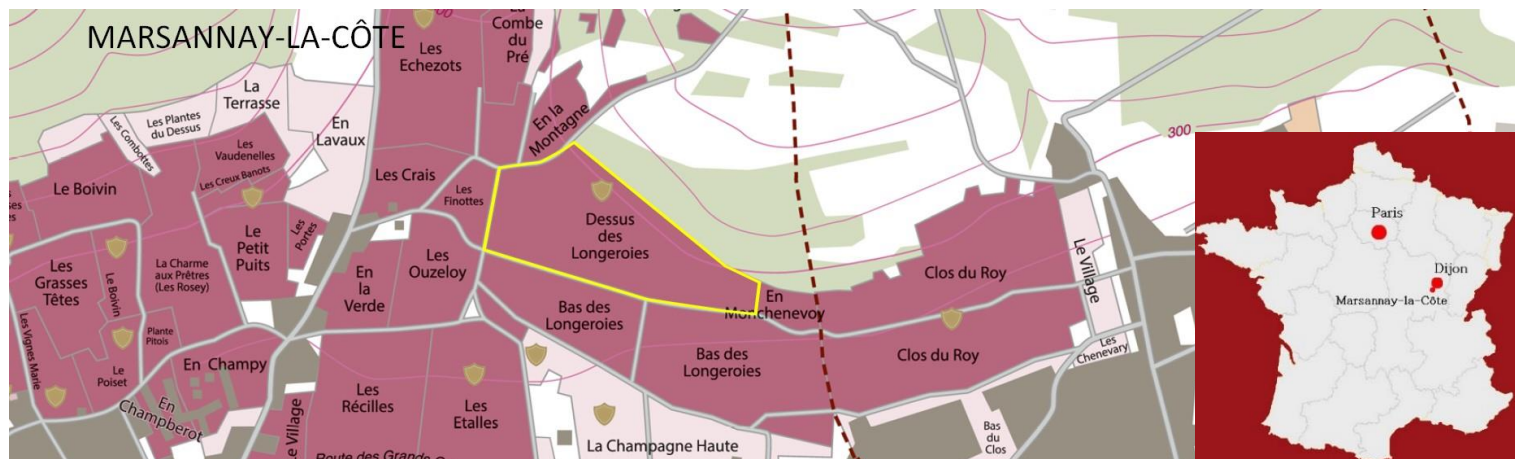 MARSANNAY-LA-CÔTE
Les
Echezots
Combe
du
Pré
300
La
Terrasse
Les Plantes
du Dessus
Les Combottes
En
Lavaux
Les
Vaudenelles
Les Creux Banots
Le Boivin
Les Crais
Les
Finottes
En la
Montagne
Dessus
des
Longeroies
Le
Petit
Puits
Les
Portes
Les
Grasses
Têtes
Le Boivin
La Charme
aux Prêtres
(Les Rosey)
Plante
Pitois
En
la
Verde
Les
Ouzeloy
Bas des
Longeroies
En
Monchenevoy
Clos du Roy
Le Village
Les Vignes Marie
Le
Poiset
En Champy
En
Champberot
Le Village
Les
Récilles
Les
Etalles
Bas des
Longeroies
Clos du Roy
Les
Chenevary
La Champagne Haute
Bas
du
Clos
Paris
Dijon
Marsannay-la-Côte